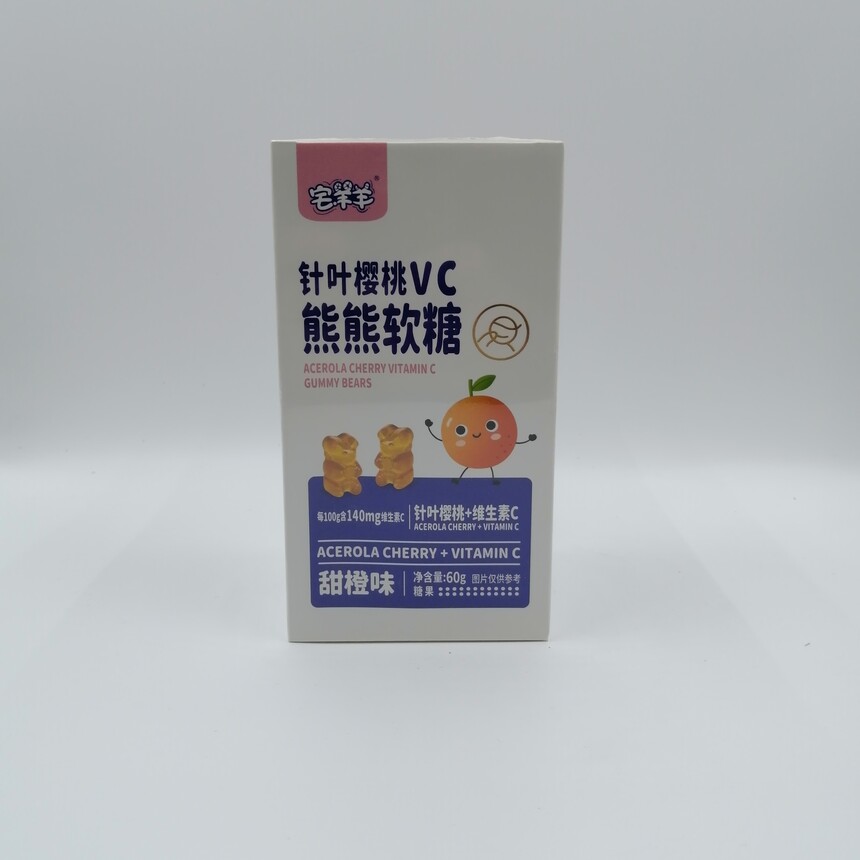 宅羊羊®
针叶樱桃VC
熊熊软糖
ACEROLA CHERRY VITAMIN C
GUMMY BEARS
每100g含140mg维生素C
针叶樱桃+维生素C
ACEROLA CHERRY + VITAMIN C
ACEROLA CHERRY + VITAMIN C
甜橙味
净含量:60g 图片仅供参考
糖果